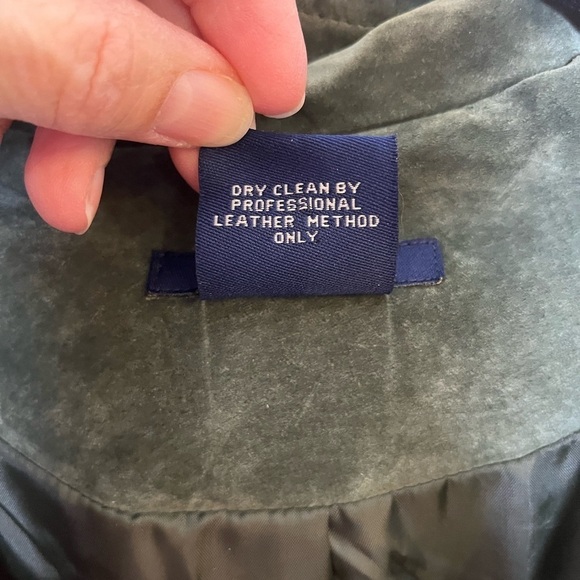 DRY CLEAN BY
PROFESSIONAL
LEATHER METHOD
ONLY